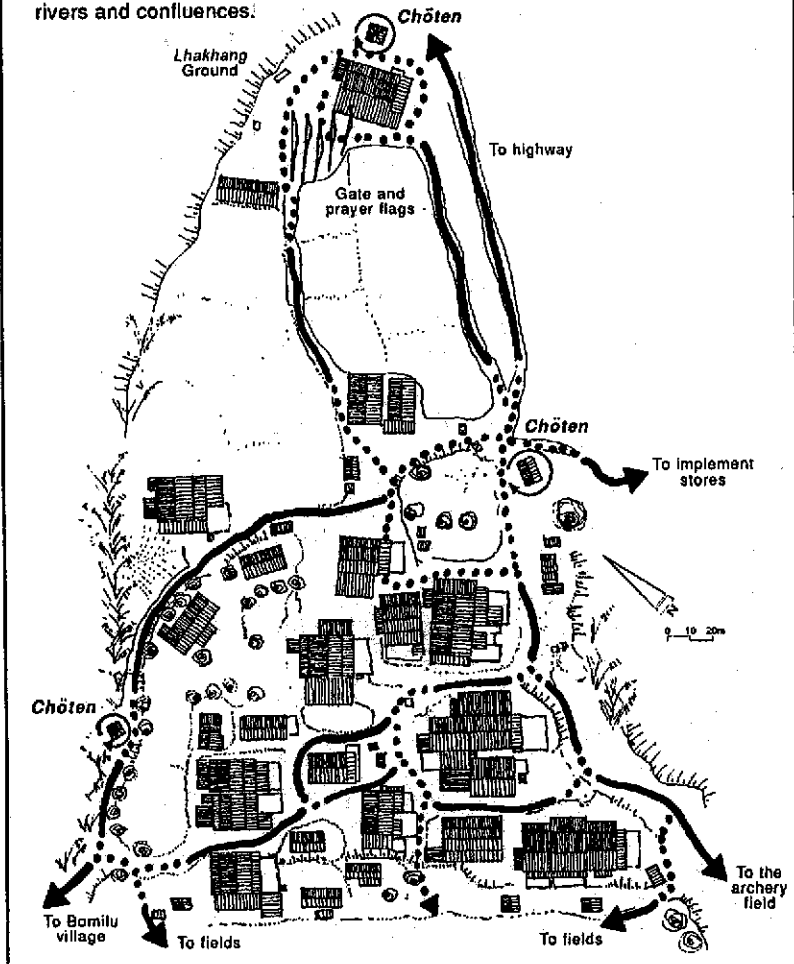 rivers and confluences.
Chöten
Lhakhang
Ground
To highway
Gate and
prayer flags
Chöten
To implement
stores
N
0 10 20m
Chöten
To the
archery
field
To Bamilu
village
To fields
To fields